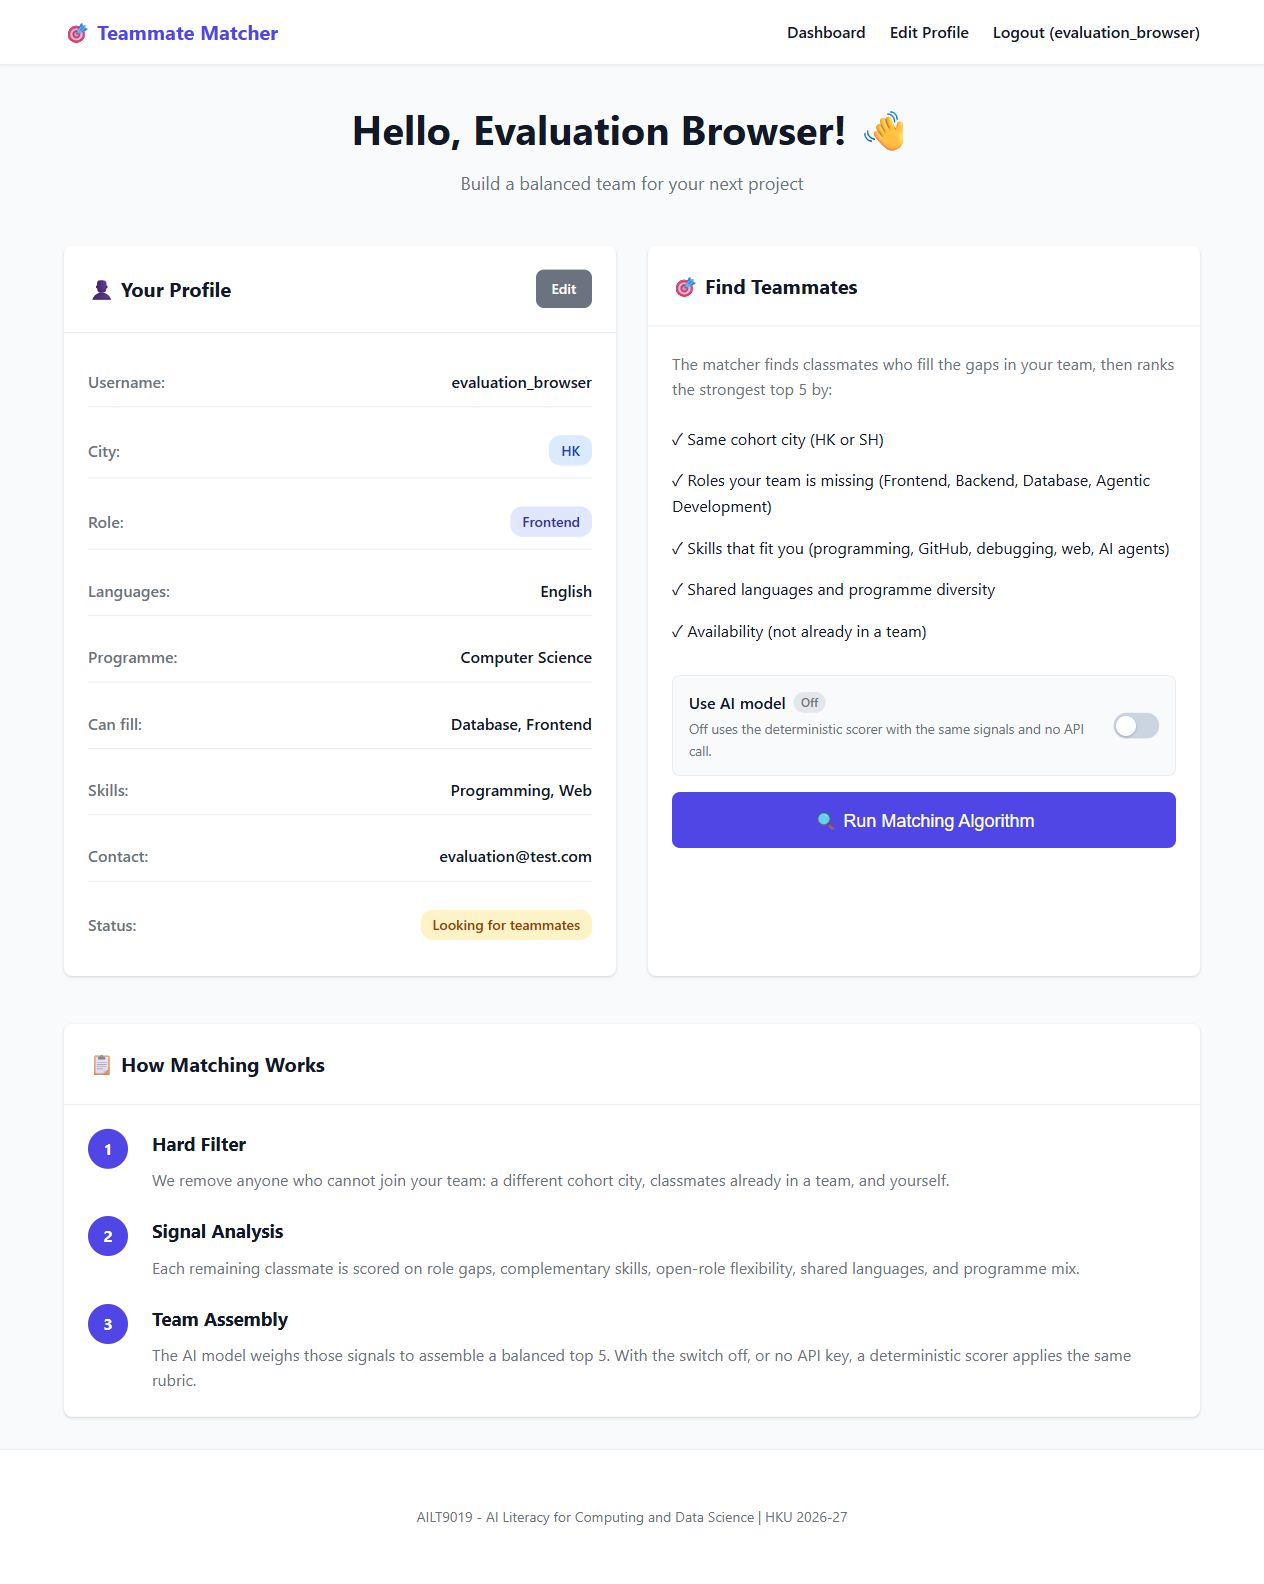 Teammate Matcher
Dashboard
Edit Profile
Logout (evaluation_browser)
Hello, Evaluation Browser!
Build a balanced team for your next project
Your Profile
Edit
Username:
evaluation_browser
City:
HK
Role:
Frontend
Languages:
English
Programme:
Computer Science
Can fill:
Database, Frontend
Skills:
Programming, Web
Contact:
evaluation@test.com
Status:
Looking for teammates
Find Teammates
The matcher finds classmates who fill the gaps in your team, then ranks
the strongest top 5 by:
✓ Same cohort city (HK or SH)
✓ Roles your team is missing (Frontend, Backend, Database, Agentic
Development)
✓ Skills that fit you (programming, GitHub, debugging, web, AI agents)
✓ Shared languages and programme diversity
✓ Availability (not already in a team)
Use AI model
Off
Off uses the deterministic scorer with the same signals and no API
call.
Run Matching Algorithm
How Matching Works
1
Hard Filter
We remove anyone who cannot join your team: a different cohort city, classmates already in a team, and yourself.
2
Signal Analysis
Each remaining classmate is scored on role gaps, complementary skills, open-role flexibility, shared languages, and programme mix.
3
Team Assembly
The AI model weighs those signals to assemble a balanced top 5. With the switch off, or no API key, a deterministic scorer applies the same
rubric.
AILT9019 - AI Literacy for Computing and Data Science | HKU 2026-27